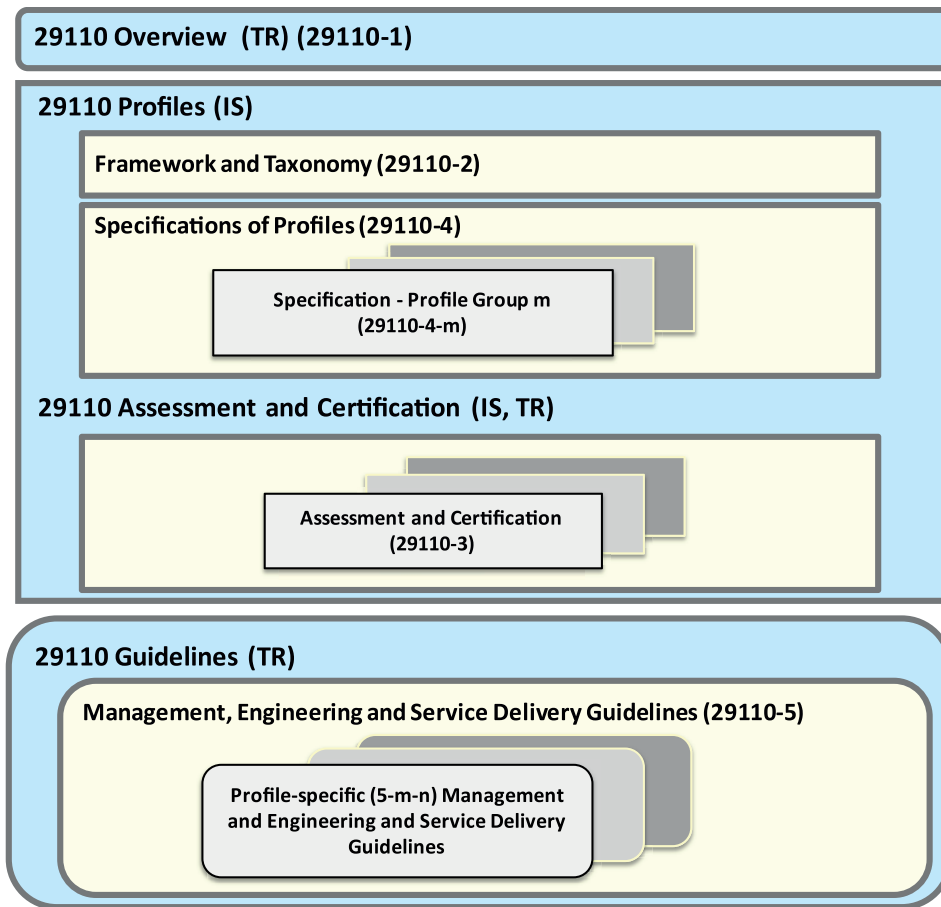 29110 Overview (TR) (29110-1)
29110 Profiles (IS)
Framework and Taxonomy (29110-2)
Specifications of Profiles (29110-4)
Specification - Profile Group m
(29110-4-m)
29110 Assessment and Certification (IS, TR)
Assessment and Certification
(29110-3)
29110 Guidelines (TR)
Management, Engineering and Service Delivery Guidelines (29110-5)
Profile-specific (5-m-n) Management
and Engineering and Service Delivery
Guidelines